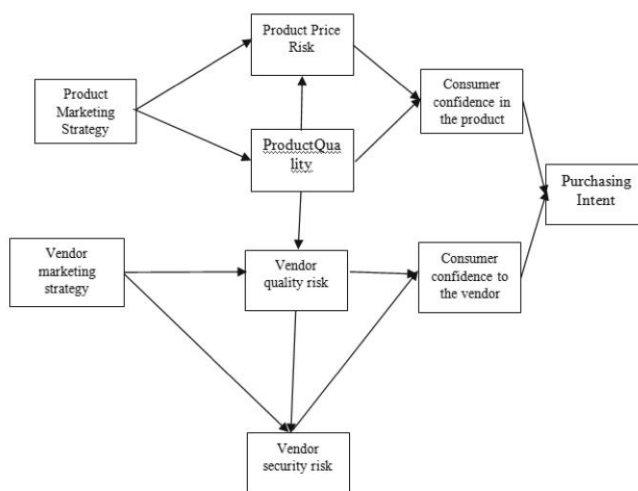 Product Price
Risk
Product
Marketing
Strategy
Consumer
confidence in
the product
ProductQua
lity
Purchasing
Intent
Vendor
marketing
strategy
Vendor
quality risk
Consumer
confidence to
the vendor
Vendor
security risk